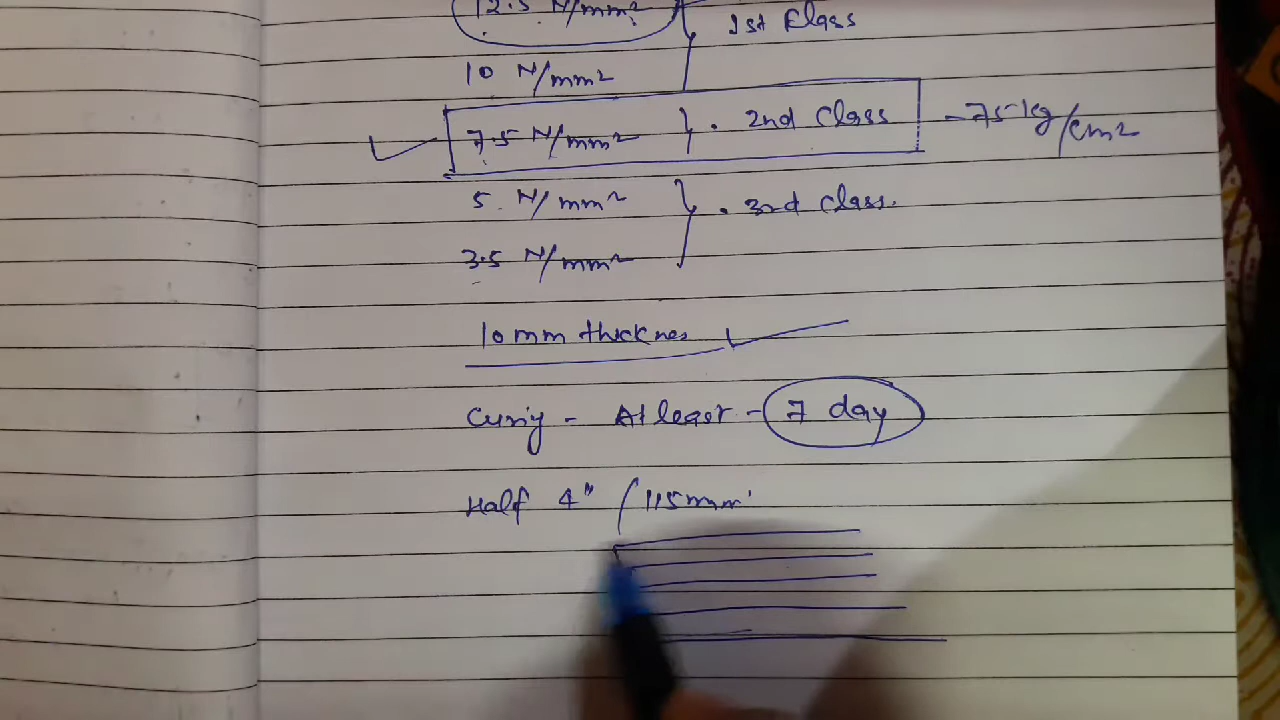 12.5 N/mm² 1st Class
10 N/mm²
7.5 N/mm² } . 2nd Class - 75 kg/cm2
5. N/mm² } . 3rd Class.
3.5 N/mm²
10 mm thicknes
Curing - At least - 7 day
Half 4" / 115mm